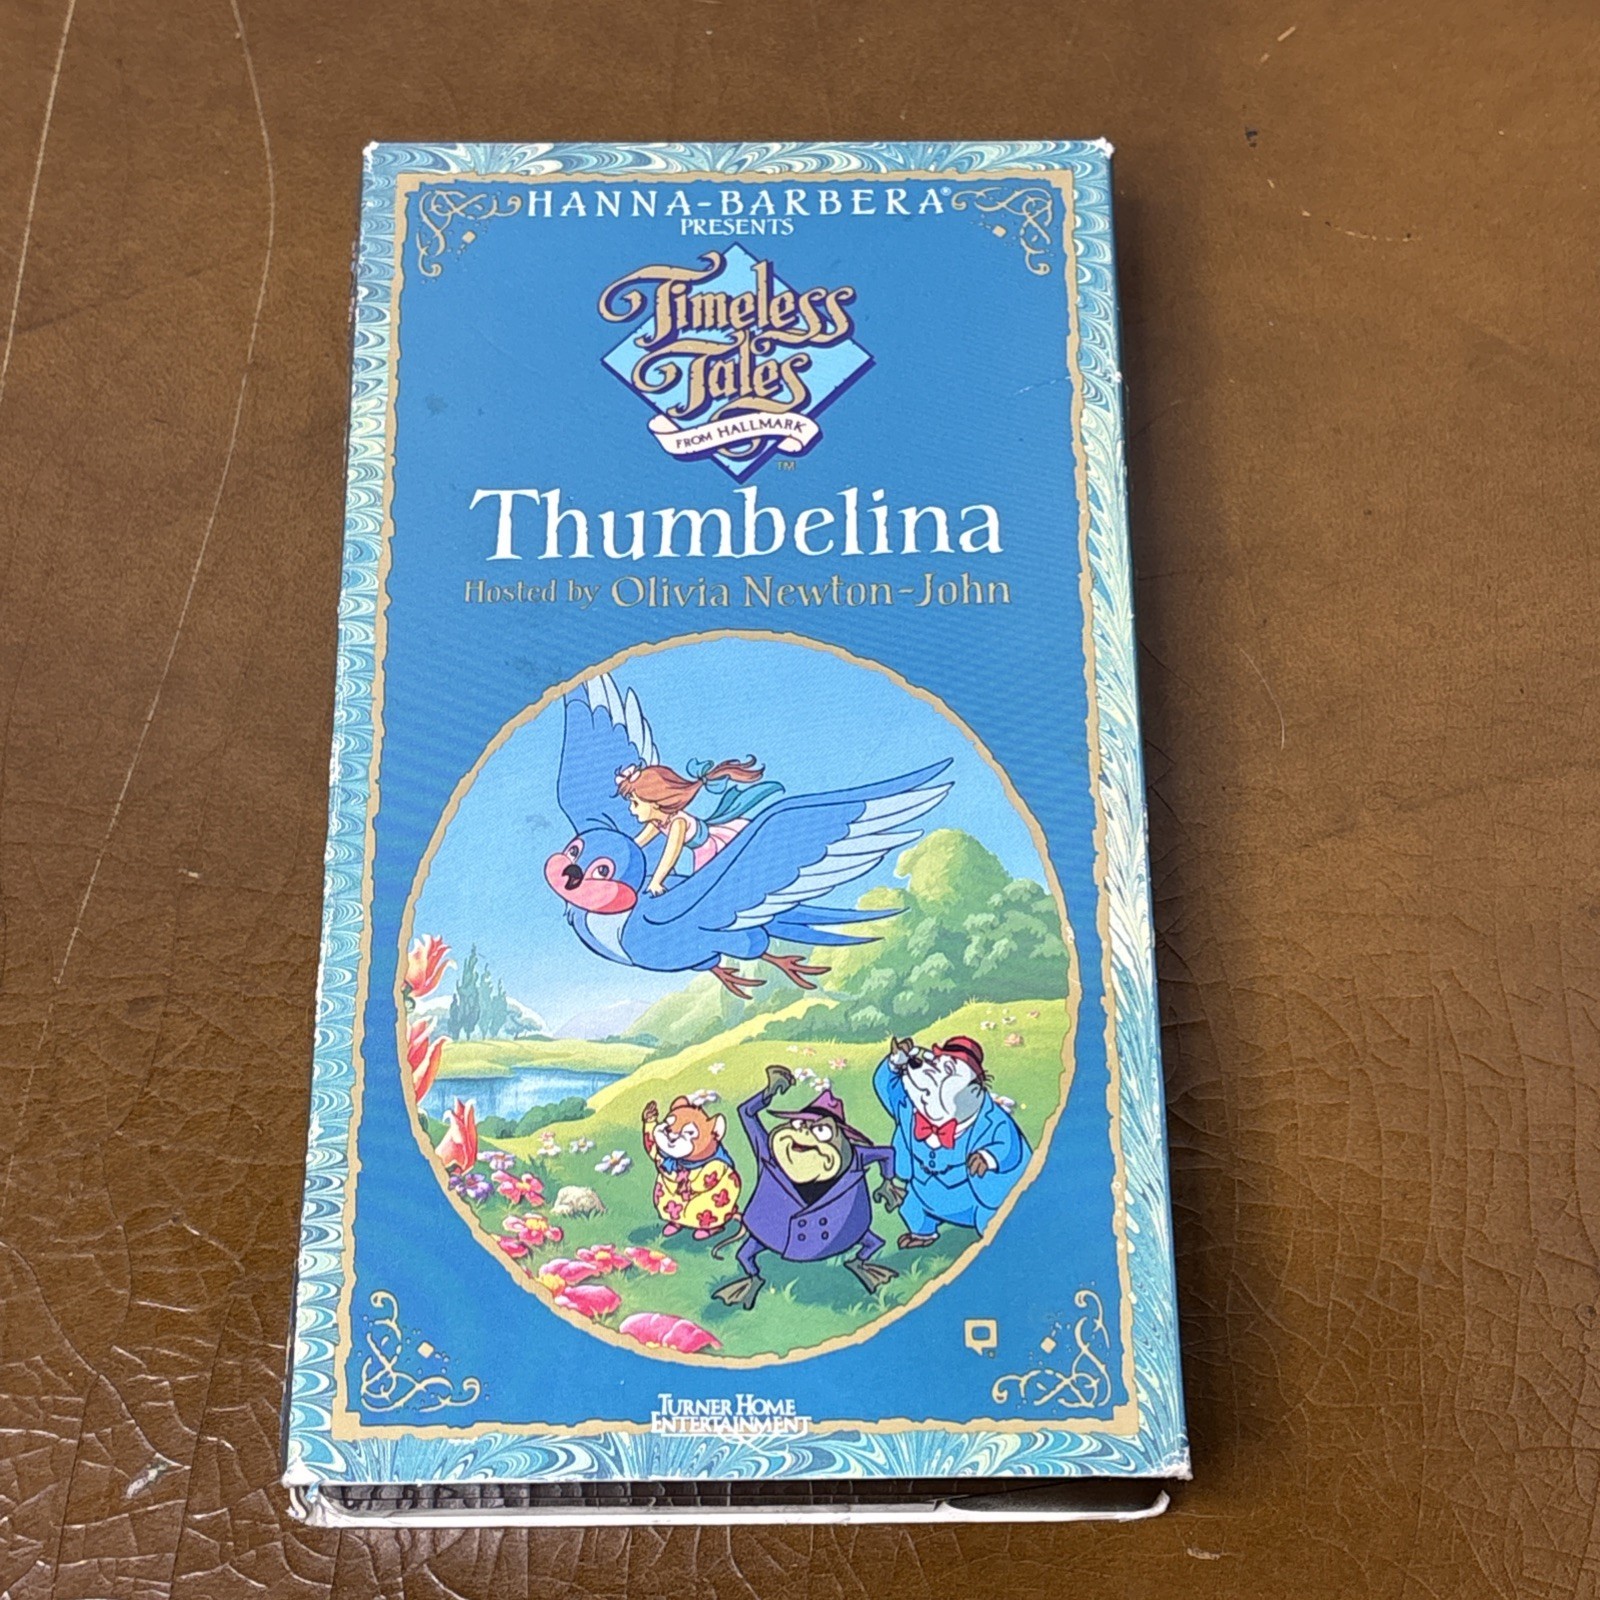 HANNA-BARBERA®
PRESENTS
Timeless
Tales
FROM HALLMARK
TM
Thumbelina
Hosted by Olivia Newton-John
TURNER HOME
ENTERTAINMENT